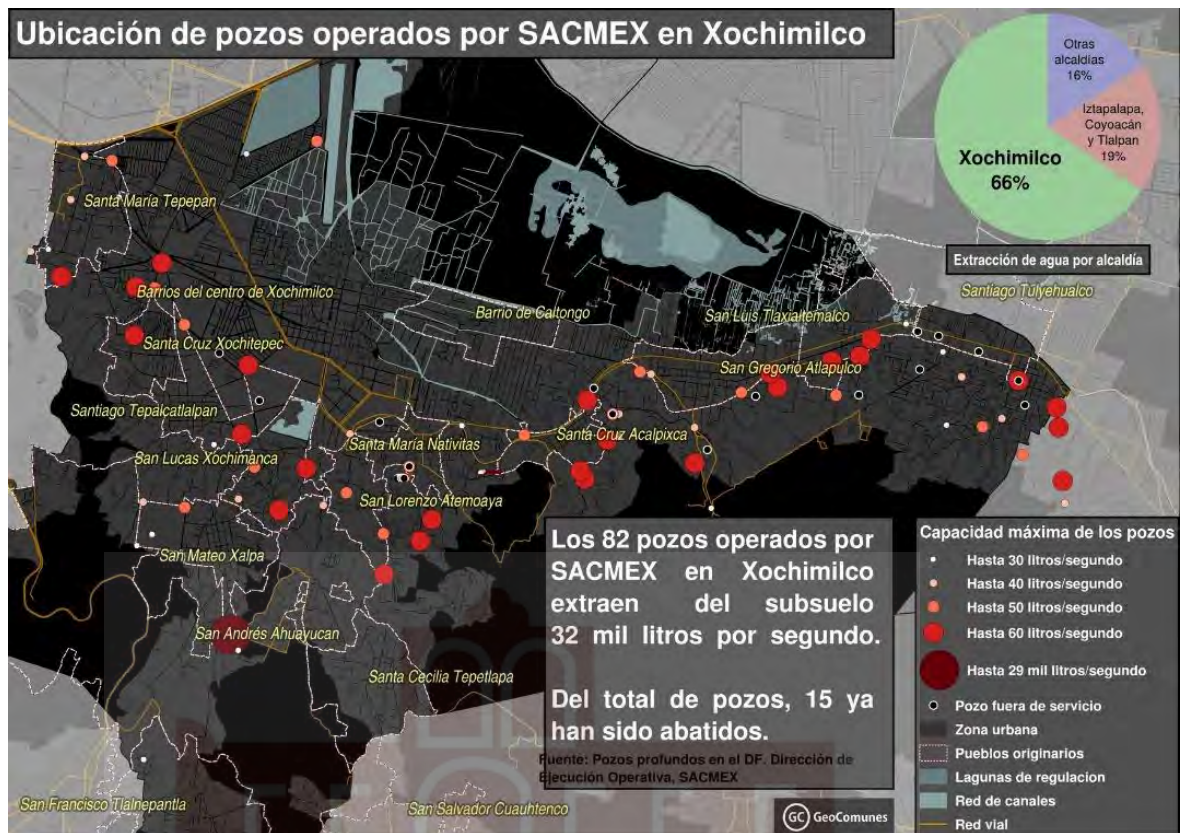 Ubicación de pozos operados por SACMEX en Xochimilco
Otras
alcaldías
16%
Iztapalapa,
Coyoacán
y Tlalpan
19%
Xochimilco
66%
Extracción de agua por alcaldía
Santa María Tepepan
Barrios del centro de Xochimilco
Santa Cruz Xochitepec
Santiago Tepalcatlalpan
San Lucas Xochimanca
Santa María Nativitas
San Lorenzo Atemoaya
San Mateo Xalpa
San Andrés Ahuayucan
Santa Cecilia Tepetlapa
San Francisco Tlalnepantla
San Salvador Cuauhtenco
Barrio de Caltongo
San Luis Tlaxialtemalco
Santiago Tulyehualco
San Gregorio Atlapulco
Santa Cruz Acalpixca
Los 82 pozos operados por
SACMEX en Xochimilco
extraen del subsuelo
32 mil litros por segundo.
Del total de pozos, 15 ya
han sido abatidos.
Fuente: Pozos profundos en el DF. Dirección de
Ejecución Operativa, SACMEX
GC GeoComunes
Capacidad máxima de los pozos
Hasta 30 litros/segundo
Hasta 40 litros/segundo
Hasta 50 litros/segundo
Hasta 60 litros/segundo
Hasta 29 mil litros/segundo
Pozo fuera de servicio
Zona urbana
Pueblos originarios
Lagunas de regulacion
Red de canales
Red vial